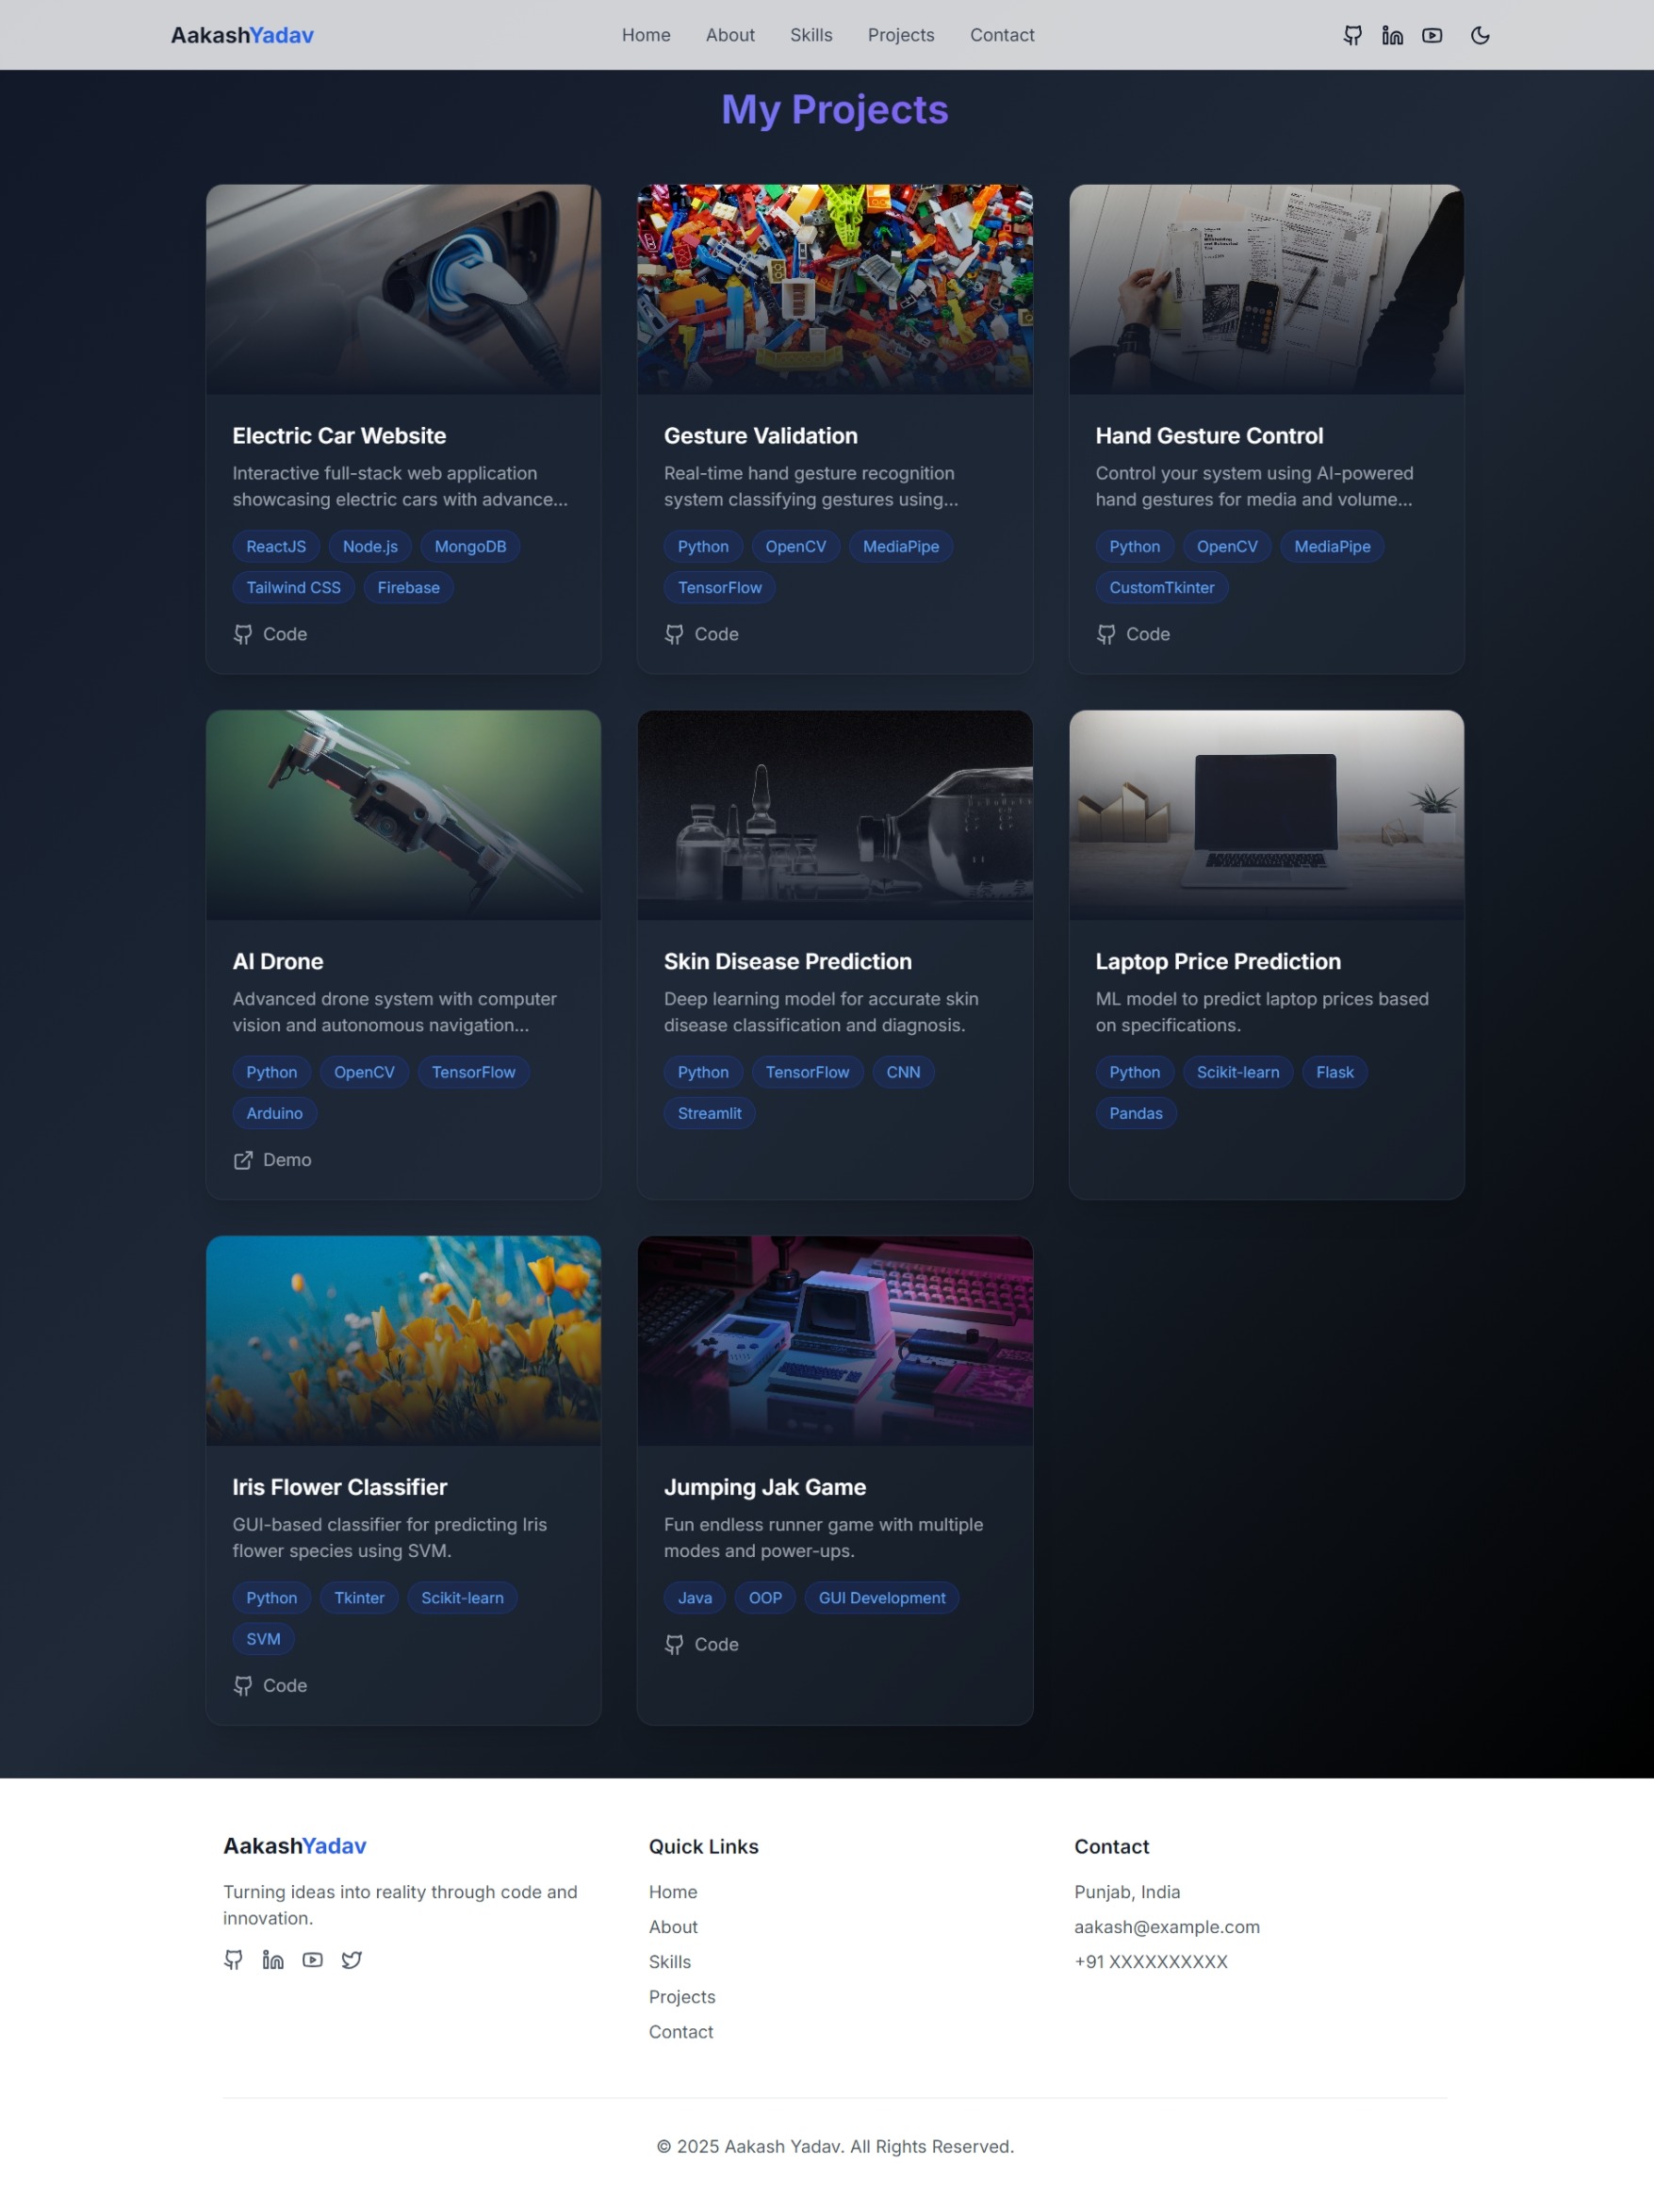 AakashYadav
Home About Skills Projects Contact
My Projects
Electric Car Website
Interactive full-stack web application
showcasing electric cars with advance...
ReactJS Node.js MongoDB
Tailwind CSS Firebase
Code
Gesture Validation
Real-time hand gesture recognition
system classifying gestures using...
Python OpenCV MediaPipe
TensorFlow
Code
Hand Gesture Control
Control your system using AI-powered
hand gestures for media and volume...
Python OpenCV MediaPipe
CustomTkinter
Code
AI Drone
Advanced drone system with computer
vision and autonomous navigation...
Python OpenCV TensorFlow
Arduino
Demo
Skin Disease Prediction
Deep learning model for accurate skin
disease classification and diagnosis.
Python TensorFlow CNN
Streamlit
Laptop Price Prediction
ML model to predict laptop prices based
on specifications.
Python Scikit-learn Flask
Pandas
Iris Flower Classifier
GUI-based classifier for predicting Iris
flower species using SVM.
Python Tkinter Scikit-learn
SVM
Code
Jumping Jak Game
Fun endless runner game with multiple
modes and power-ups.
Java OOP GUI Development
Code
AakashYadav
Turning ideas into reality through code and
innovation.
Quick Links
Home
About
Skills
Projects
Contact
Contact
Punjab, India
aakash@example.com
+91 XXXXXXXXXX
© 2025 Aakash Yadav. All Rights Reserved.